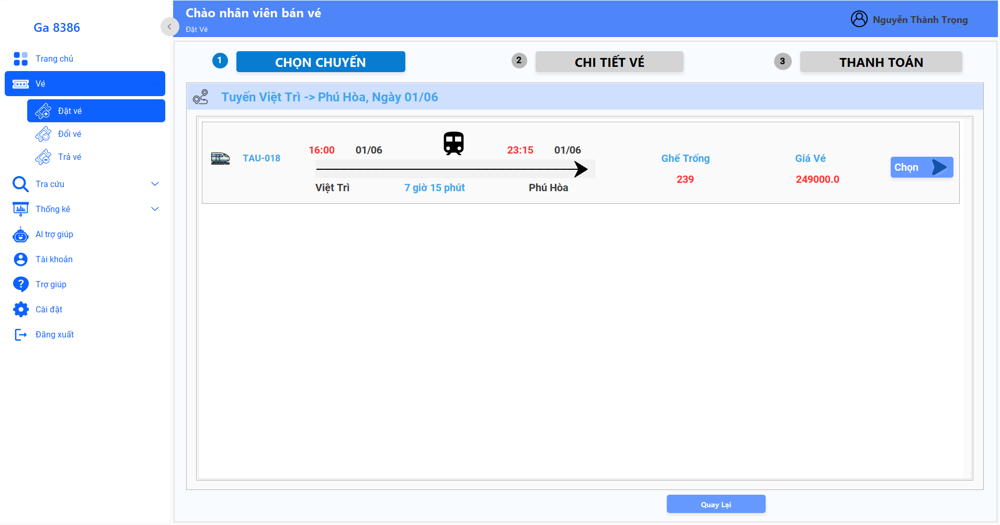 Ga 8386
Trang chủ
Vé
Đặt vé
Đổi vé
Trả vé
Tra cứu
Thống kê
AI trợ giúp
Tài khoản
Trợ giúp
Cài đặt
Đăng xuất
Chào nhân viên bán vé
Đặt Vé
Nguyễn Thành Trọng
1 CHỌN CHUYẾN
2 CHI TIẾT VÉ
3 THANH TOÁN
Tuyến Việt Trì -> Phú Hòa, Ngày 01/06
TAU-018
16:00 01/06 23:15 01/06
Việt Trì 7 giờ 15 phút Phú Hòa
Ghế Trống
239
Giá Vé
249000.0
Chọn
Quay Lại